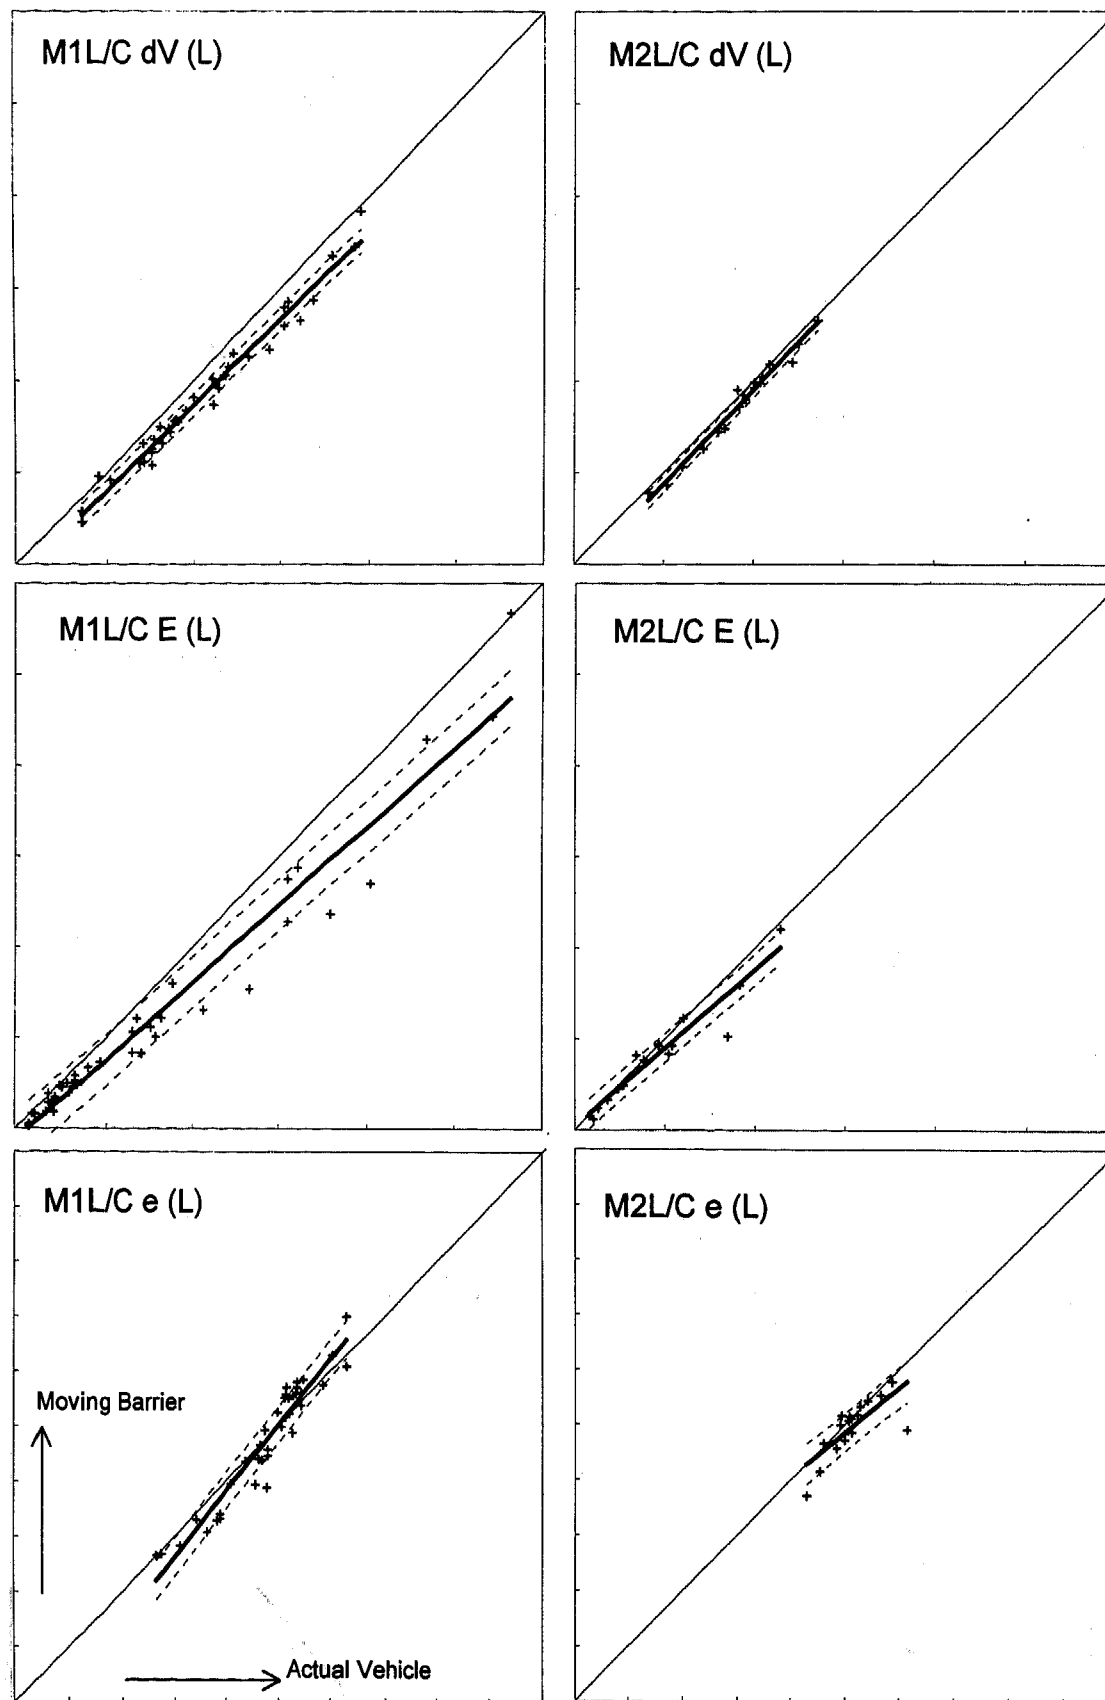 M1L/C dV (L)
M2L/C dV (L)
M1L/C E (L)
M2L/C E (L)
M1L/C e (L)
M2L/C e (L)
Moving Barrier
Actual Vehicle